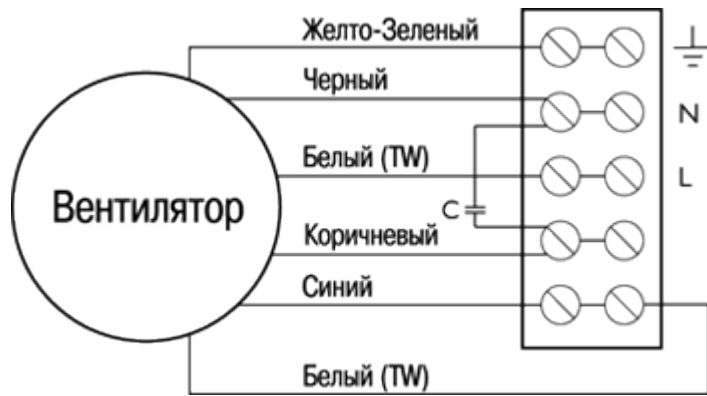 Желто-Зеленый
Черный
N
Белый (TW)
L
Вентилятор
C
Коричневый
Синий
Белый (TW)